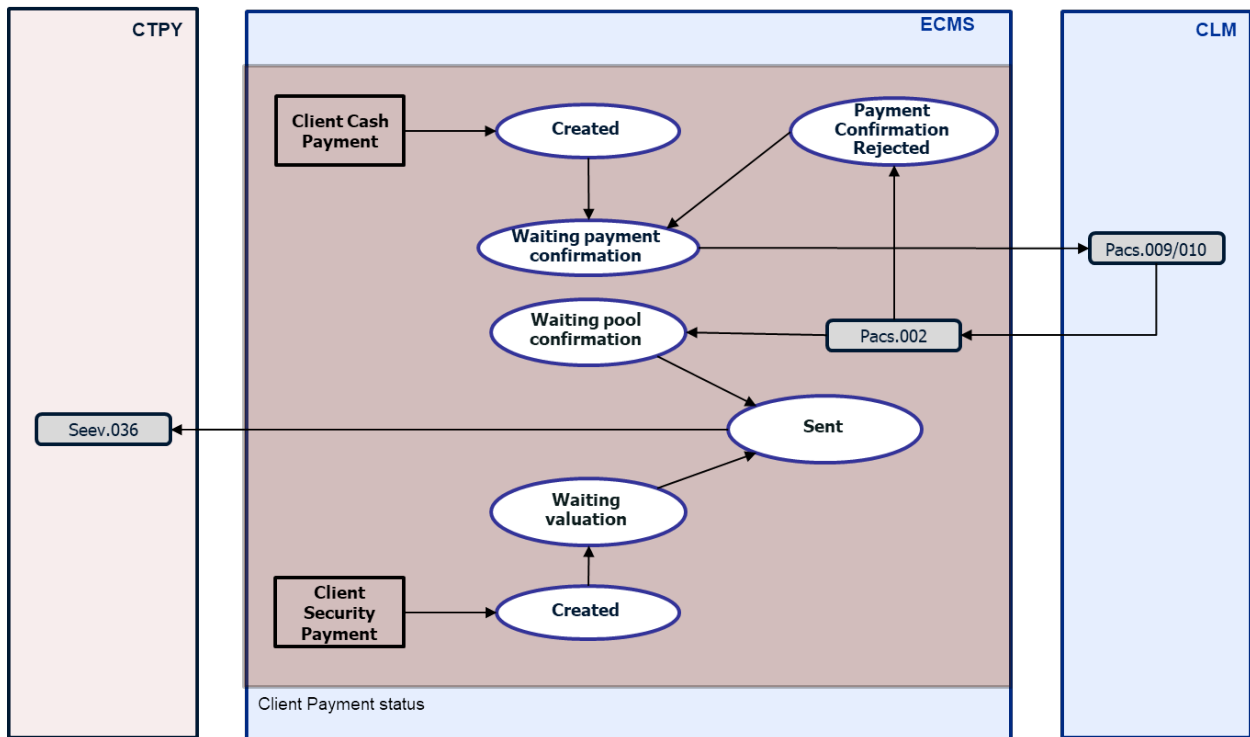 CTPY
ECMS
CLM
Client Cash
Payment
Created
Payment
Confirmation
Rejected
Waiting payment
confirmation
Pacs.009/010
Waiting pool
confirmation
Pacs.002
Seev.036
Sent
Waiting
valuation
Client
Security
Payment
Created
Client Payment status